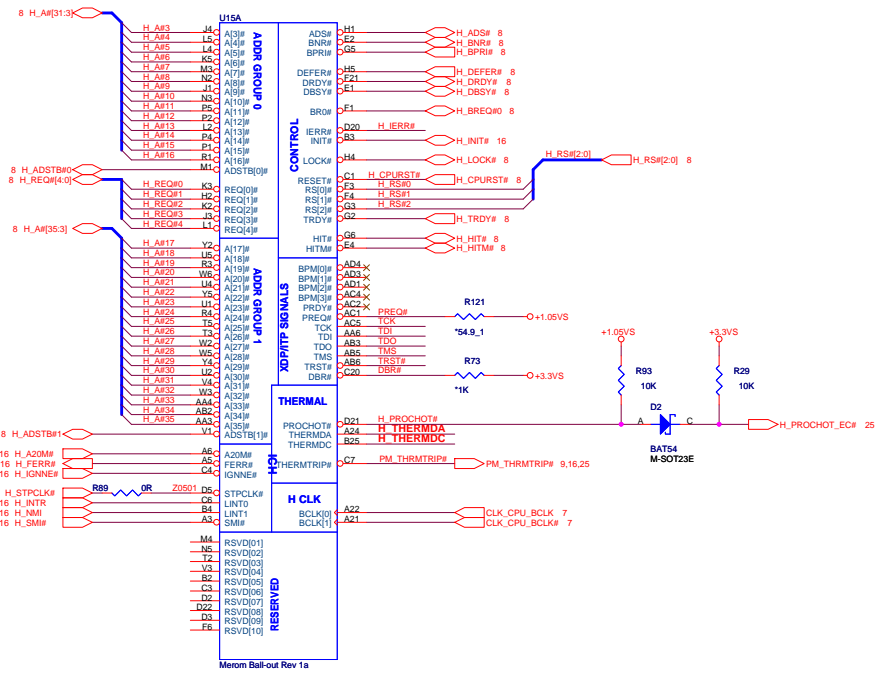 U15A
8 H_A#[31:3]
H_A#3 J4 A[3]#
H_A#4 L5 A[4]#
H_A#5 L4 A[5]#
H_A#6 K5 A[6]#
H_A#7 M3 A[7]#
H_A#8 N2 A[8]#
H_A#9 J1 A[9]#
H_A#10 N3 A[10]#
H_A#11 P5 A[11]#
H_A#12 P2 A[12]#
H_A#13 L2 A[13]#
H_A#14 P4 A[14]#
H_A#15 P1 A[15]#
H_A#16 R1 A[16]#
8 H_ADSTB#0 M1 ADSTB[0]#
ADDR GROUP 0
8 H_REQ#[4:0]
H_REQ#0 K3 REQ[0]#
H_REQ#1 H2 REQ[1]#
H_REQ#2 K2 REQ[2]#
H_REQ#3 J3 REQ[3]#
H_REQ#4 L1 REQ[4]#
8 H_A#[35:3]
H_A#17 Y2 A[17]#
H_A#18 U5 A[18]#
H_A#19 R3 A[19]#
H_A#20 W6 A[20]#
H_A#21 U4 A[21]#
H_A#22 Y5 A[22]#
H_A#23 U1 A[23]#
H_A#24 R4 A[24]#
H_A#25 T5 A[25]#
H_A#26 T3 A[26]#
H_A#27 W2 A[27]#
H_A#28 W5 A[28]#
H_A#29 Y4 A[29]#
H_A#30 U2 A[30]#
H_A#31 V4 A[31]#
H_A#32 W3 A[32]#
H_A#33 AA4 A[33]#
H_A#34 AB2 A[34]#
H_A#35 AA3 A[35]#
8 H_ADSTB#1 V1 ADSTB[1]#
ADDR GROUP 1
16 H_A20M# A6 A20M#
H_FERR# A5 FERR#
16 H_IGNNE# C4 IGNNE#
ICH
H_STPCLK# R89 0R Z0501 D5 STPCLK#
16 H_INTR C6 LINT0
16 H_NMI B4 LINT1
16 H_SMI# A3 SMI#
M4 RSVD[01]
N5 RSVD[02]
T2 RSVD[03]
V3 RSVD[04]
B2 RSVD[05]
C3 RSVD[06]
D2 RSVD[07]
D22 RSVD[08]
D3 RSVD[09]
F6 RSVD[10]
RESERVED
Merom Ball-out Rev 1a
CONTROL
ADS# H1 H_ADS# 8
BNR# E2 H_BNR# 8
BPRI# G5 H_BPRI# 8
DEFER# H5 H_DEFER# 8
DRDY# F21 H_DRDY# 8
DBSY# E1 H_DBSY# 8
BR0# F1 H_BREQ#0 8
IERR# D20 H_IERR#
INIT# B3 H_INIT# 16
LOCK# H4 H_LOCK# 8
RESET# C1 H_CPURST# H_CPURST# 8
RS[0]# F3 H_RS#0
RS[1]# F4 H_RS#1
RS[2]# G3 H_RS#2
H_RS#[2:0] H_RS#[2:0] 8
TRDY# G2 H_TRDY# 8
HIT# G6 H_HIT# 8
HITM# E4 H_HITM# 8
XDP/ITP SIGNALS
BPM[0]# AD4
BPM[1]# AD3
BPM[2]# AD1
BPM[3]# AC4
PRDY# AC2
PREQ# AC1 PREQ# R121 *54.9_1 +1.05VS
TCK AC5 TCK
TDI AA6 TDI
TDO AB3 TDO
TMS AB5 TMS
TRST# AB6 TRST#
DBR# C20 DBR# R73 *1K +3.3VS
THERMAL
PROCHOT# D21 H_PROCHOT#
THERMDA A24 H_THERMDA
THERMDC B25 H_THERMDC
THERMTRIP# C7 PM_THRMTRIP# PM_THRMTRIP# 9,16,25
H CLK
BCLK[0] A22 CLK_CPU_BCLK 7
BCLK[1] A21 CLK_CPU_BCLK# 7
+1.05VS +3.3VS
R93 R29
10K 10K
D2
A C
BAT54
M-SOT23E
H_PROCHOT_EC# 25